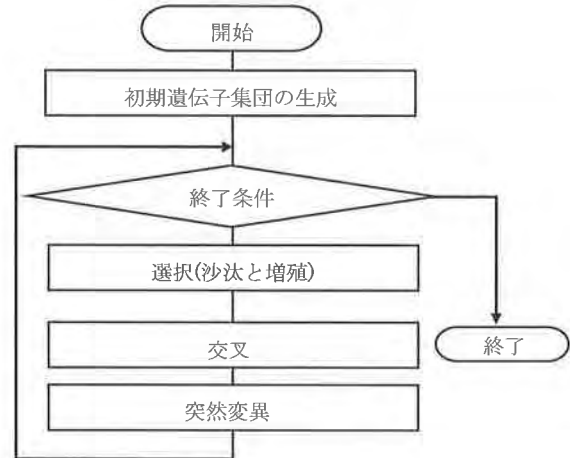 開始
初期遺伝子集団の生成
終了条件
選択(沙汰と増殖)
交叉
終了
突然変異